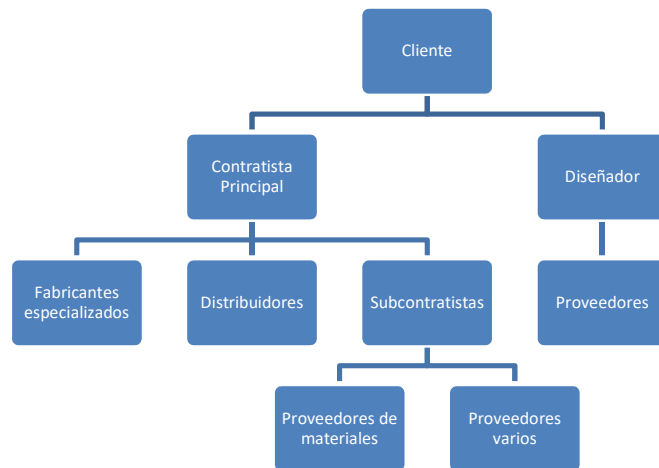 Cliente
Contratista
Principal
Diseñador
Fabricantes
especializados
Distribuidores
Subcontratistas
Proveedores
Proveedores de
materiales
Proveedores
varios